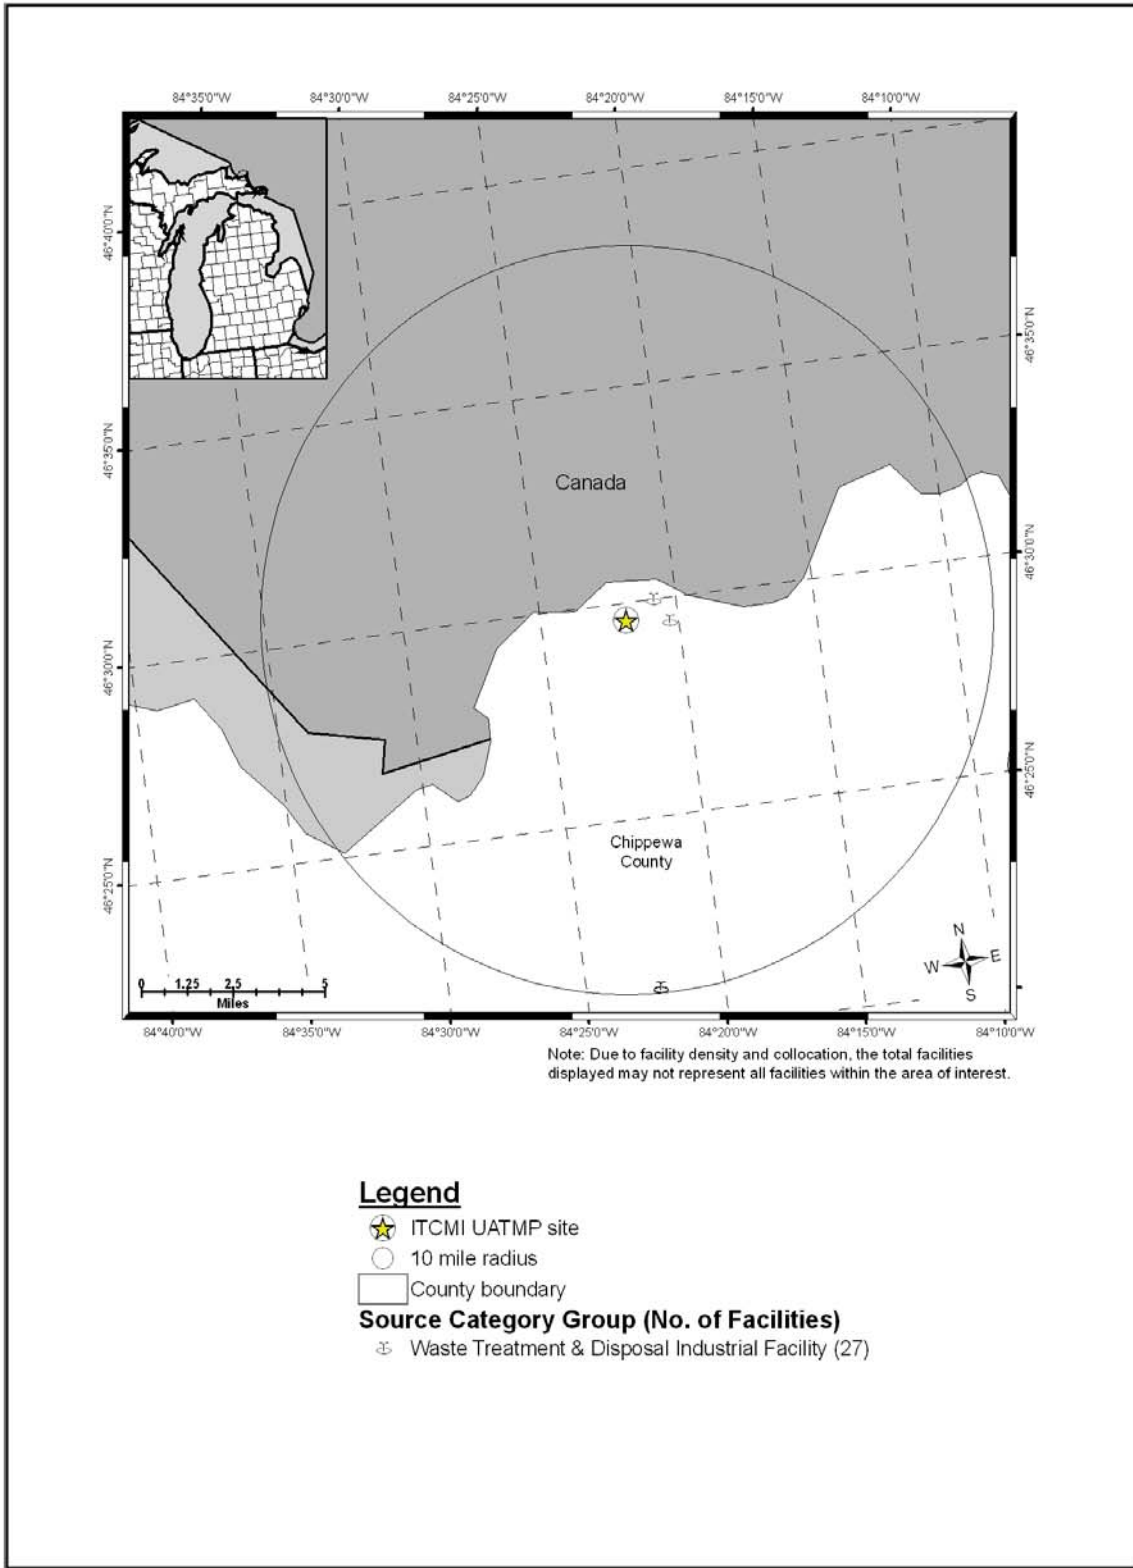 84°35'0"W 84°30'0"W 84°25'0"W 84°20'0"W 84°15'0"W 84°10'0"W
46°40'0"N
46°35'0"N
46°35'0"N
Canada
46°30'0"N
46°30'0"N
46°25'0"N
Chippewa
County
46°25'0"N
N
W E
S
0 1.25 2.5 5
Miles
84°40'0"W 84°35'0"W 84°30'0"W 84°25'0"W 84°20'0"W 84°15'0"W 84°10'0"W
Note: Due to facility density and collocation, the total facilities
displayed may not represent all facilities within the area of interest.
Legend
ITCMI UATMP site
10 mile radius
County boundary
Source Category Group (No. of Facilities)
Waste Treatment & Disposal Industrial Facility (27)